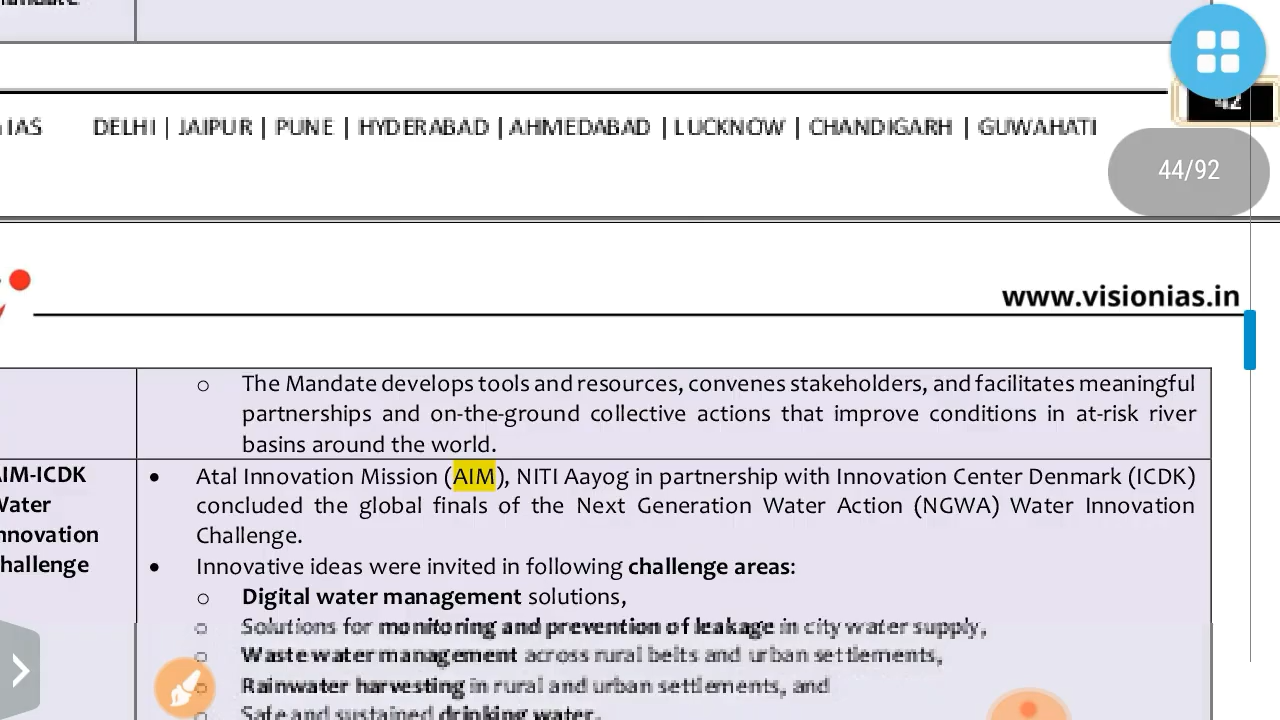 IAS DELHI | JAIPUR | PUNE | HYDERABAD | AHMEDABAD | LUCKNOW | CHANDIGARH | GUWAHATI
42
44/92
www.visionias.in
○ The Mandate develops tools and resources, convenes stakeholders, and facilitates meaningful
partnerships and on-the-ground collective actions that improve conditions in at-risk river
basins around the world.
AIM-ICDK
Water
Innovation
Challenge
• Atal Innovation Mission (AIM), NITI Aayog in partnership with Innovation Center Denmark (ICDK)
concluded the global finals of the Next Generation Water Action (NGWA) Water Innovation
Challenge.
• Innovative ideas were invited in following challenge areas:
○ Digital water management solutions,
○ Solutions for monitoring and prevention of leakage in city water supply,
○ Waste water management across rural belts and urban settlements,
○ Rainwater harvesting in rural and urban settlements, and
○ Safe and sustained drinking water.